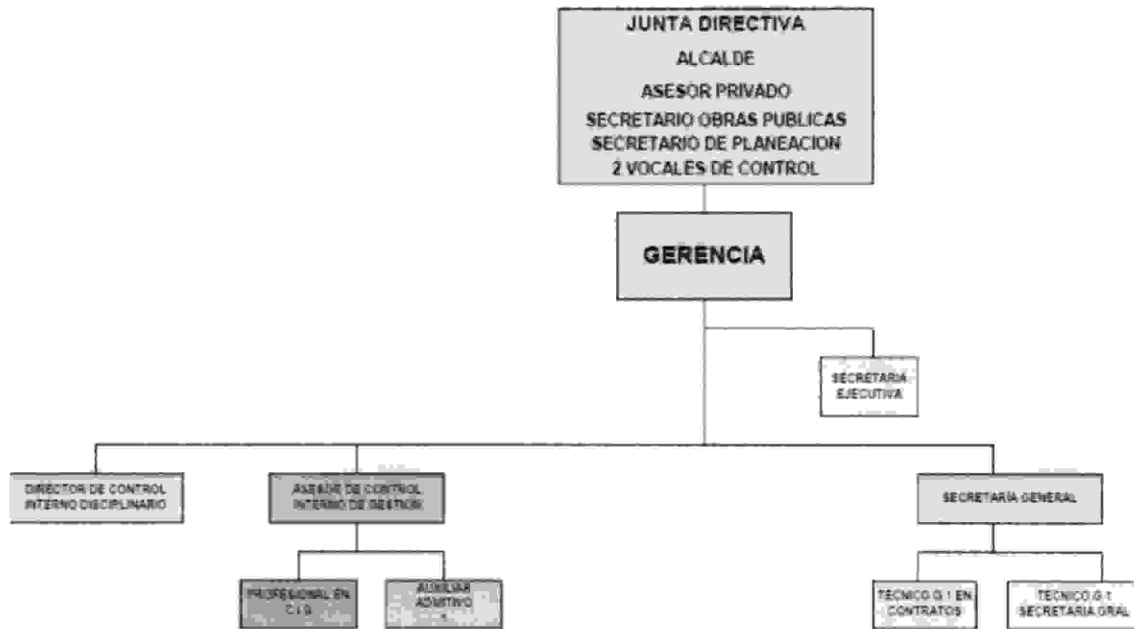 JUNTA DIRECTIVA
ALCALDE
ASESOR PRIVADO
SECRETARIO OBRAS PUBLICAS
SECRETARIO DE PLANEACION
2 VOCALES DE CONTROL
GERENCIA
SECRETARIA
EJECUTIVA
DIRECTOR DE CONTROL
INTERNO DISCIPLINARIO
ASESOR DE CONTROL
INTERNO DE GESTION
SECRETARÍA GENERAL
PROFESIONAL EN
C.I.G
AUXILIAR
ADMITIVO
TECNICO G.1 EN
CONTRATOS
TECNICO G.1
SECRETARIA GRAL